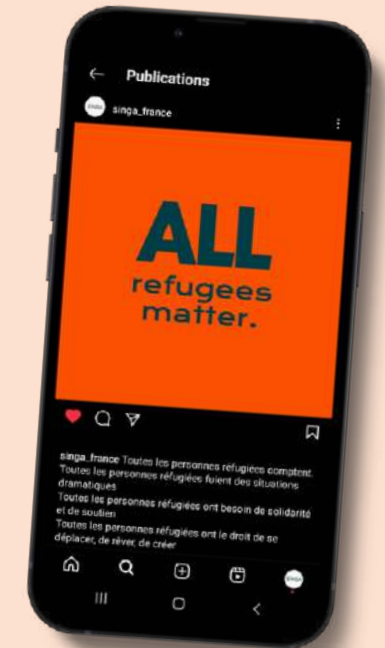 Publications
SINGA
singa_france
ALL
refugees
matter.
singa_france Toutes les personnes réfugiées comptent.
Toutes les personnes réfugiées fuient des situations
dramatiques
Toutes les personnes réfugiées ont besoin de solidarité
et de soutien
Toutes les personnes réfugiées ont le droit de se
déplacer, de rêver, de créer
SINGA